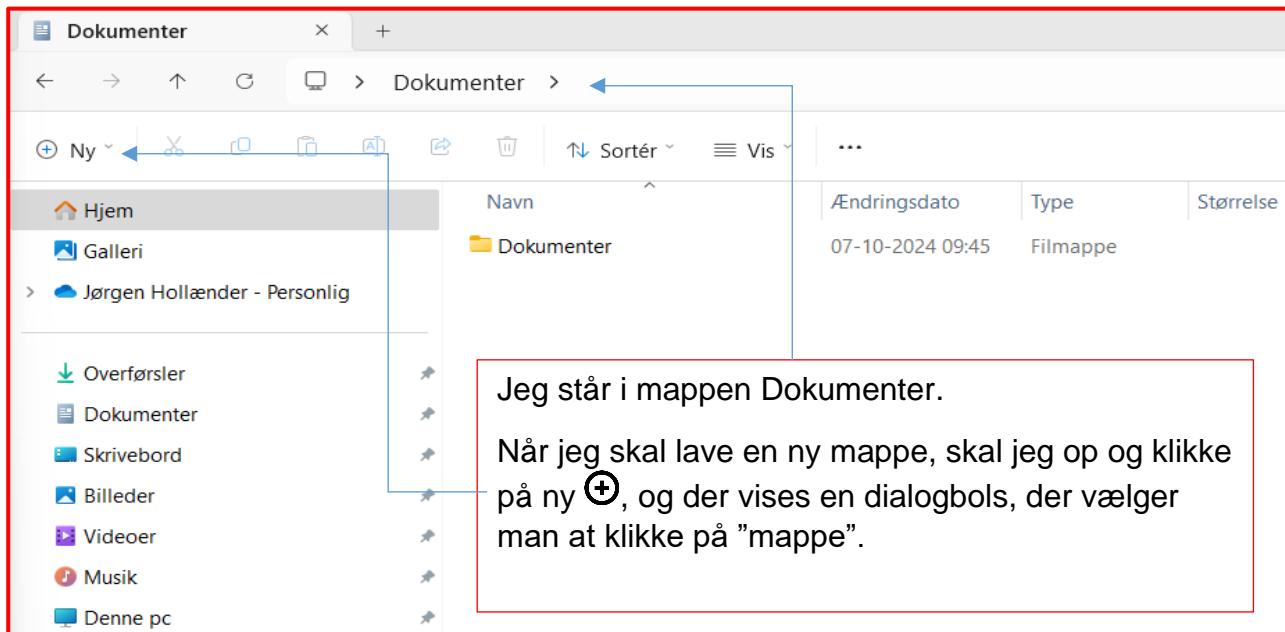 Dokumenter
Dokumenter
Ny
Sortér
Vis
Hjem
Galleri
Jørgen Hollænder - Personlig
Overførsler
Dokumenter
Skrivebord
Billeder
Videoer
Musik
Denne pc
Navn Ændringsdato Type Størrelse
Dokumenter 07-10-2024 09:45 Filmappe
Jeg står i mappen Dokumenter.
Når jeg skal lave en ny mappe, skal jeg op og klikke
på ny ⊕, og der vises en dialogbols, der vælger
man at klikke på ”mappe”.